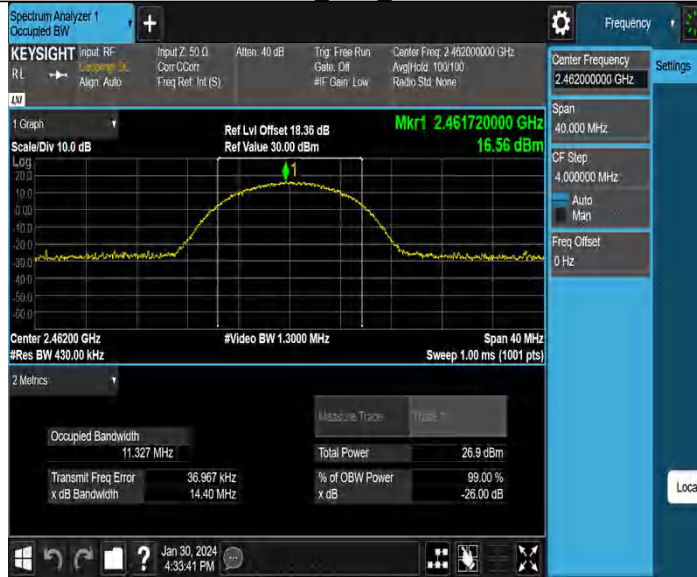 Spectrum Analyzer 1
Occupied BW
+
Frequency
KEYSIGHT
RL
Input: RF
Coupling: DC
Align: Auto
Input Z: 50 Ω
Corr CCorr
Freq Ref: Int (S)
Atten: 40 dB
Trig: Free Run
Gate: Off
#IF Gain: Low
Center Freq: 2.462000000 GHz
Avg|Hold: 100/100
Radio Std: None
LXI
Center Frequency
2.462000000 GHz
Settings
Span
40.000 MHz
CF Step
4.000000 MHz
Auto
Man
Freq Offset
0 Hz
Local
1 Graph
Scale/Div 10.0 dB
Ref Lvl Offset 18.36 dB
Ref Value 30.00 dBm
Mkr1 2.461720000 GHz
16.56 dBm
Log
20.0
10.0
0.00
-10.0
-20.0
-30.0
-40.0
-50.0
-60.0
1
Center 2.46200 GHz
#Res BW 430.00 kHz
#Video BW 1.3000 MHz
Span 40 MHz
Sweep 1.00 ms (1001 pts)
2 Metrics
Measure Trace
Trace 1
Occupied Bandwidth
11.327 MHz
Total Power
26.9 dBm
Transmit Freq Error
36.967 kHz
% of OBW Power
99.00 %
x dB Bandwidth
14.40 MHz
x dB
-26.00 dB
?
Jan 30, 2024
4:33:41 PM